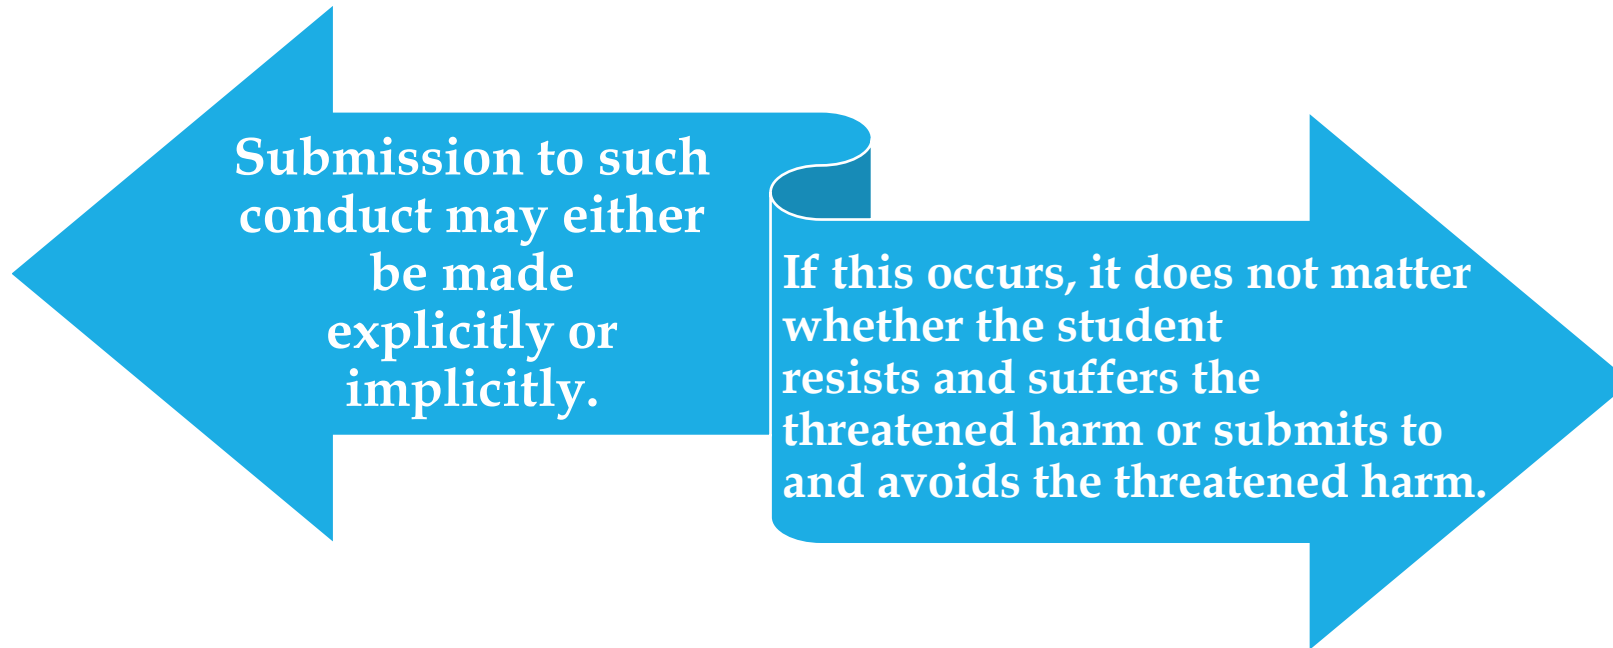 Submission to such
conduct may either
be made
explicitly or
implicitly.
If this occurs, it does not matter
whether the student
resists and suffers the
threatened harm or submits to
and avoids the threatened harm.